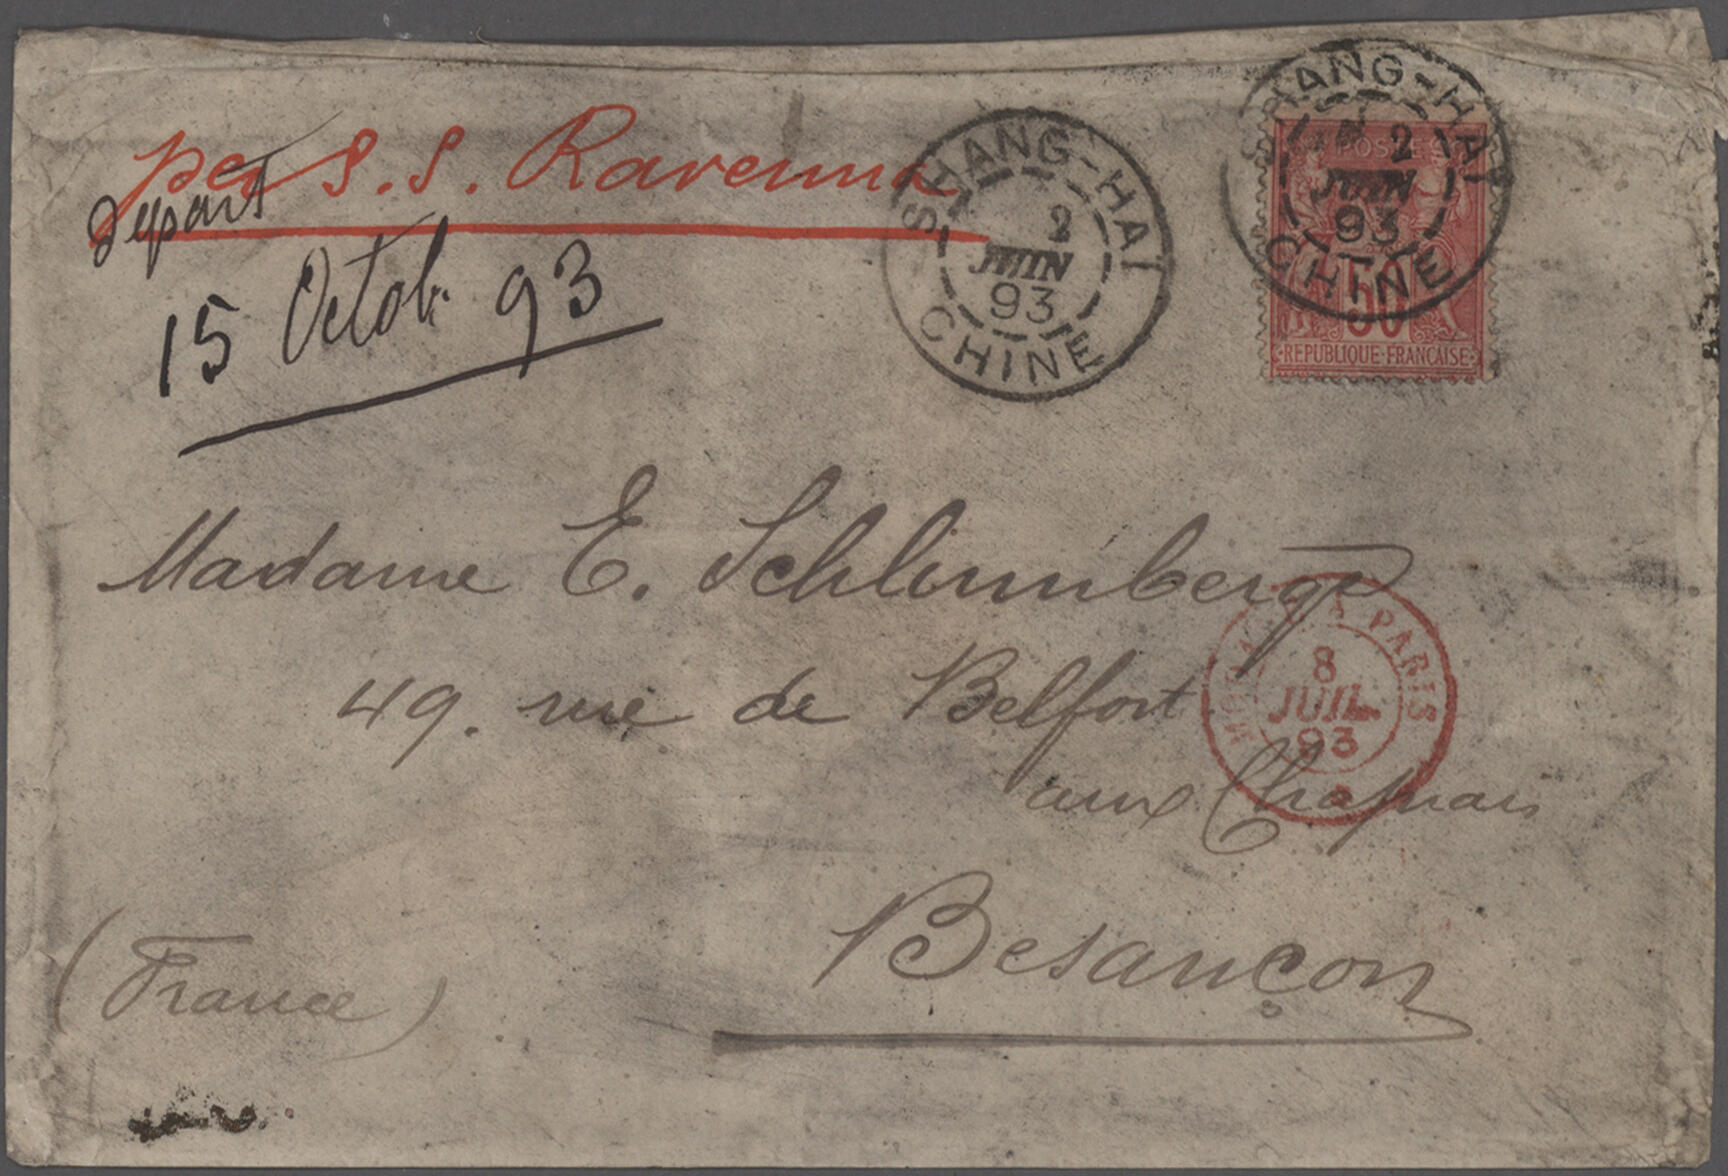 per S.S. Ravenna
départ
15 Octob. 93
SHANG-HAI
2
JUIN
93
CHINE
SHANG-HAI
2
JUIN
93
CHINE
POSTES
50
REPUBLIQUE FRANCAISE
Madame E. Schlumberger
49. rue de Belfort
aux Chaprais
Besançon
(France)
A PARIS
8
JUIL.
93